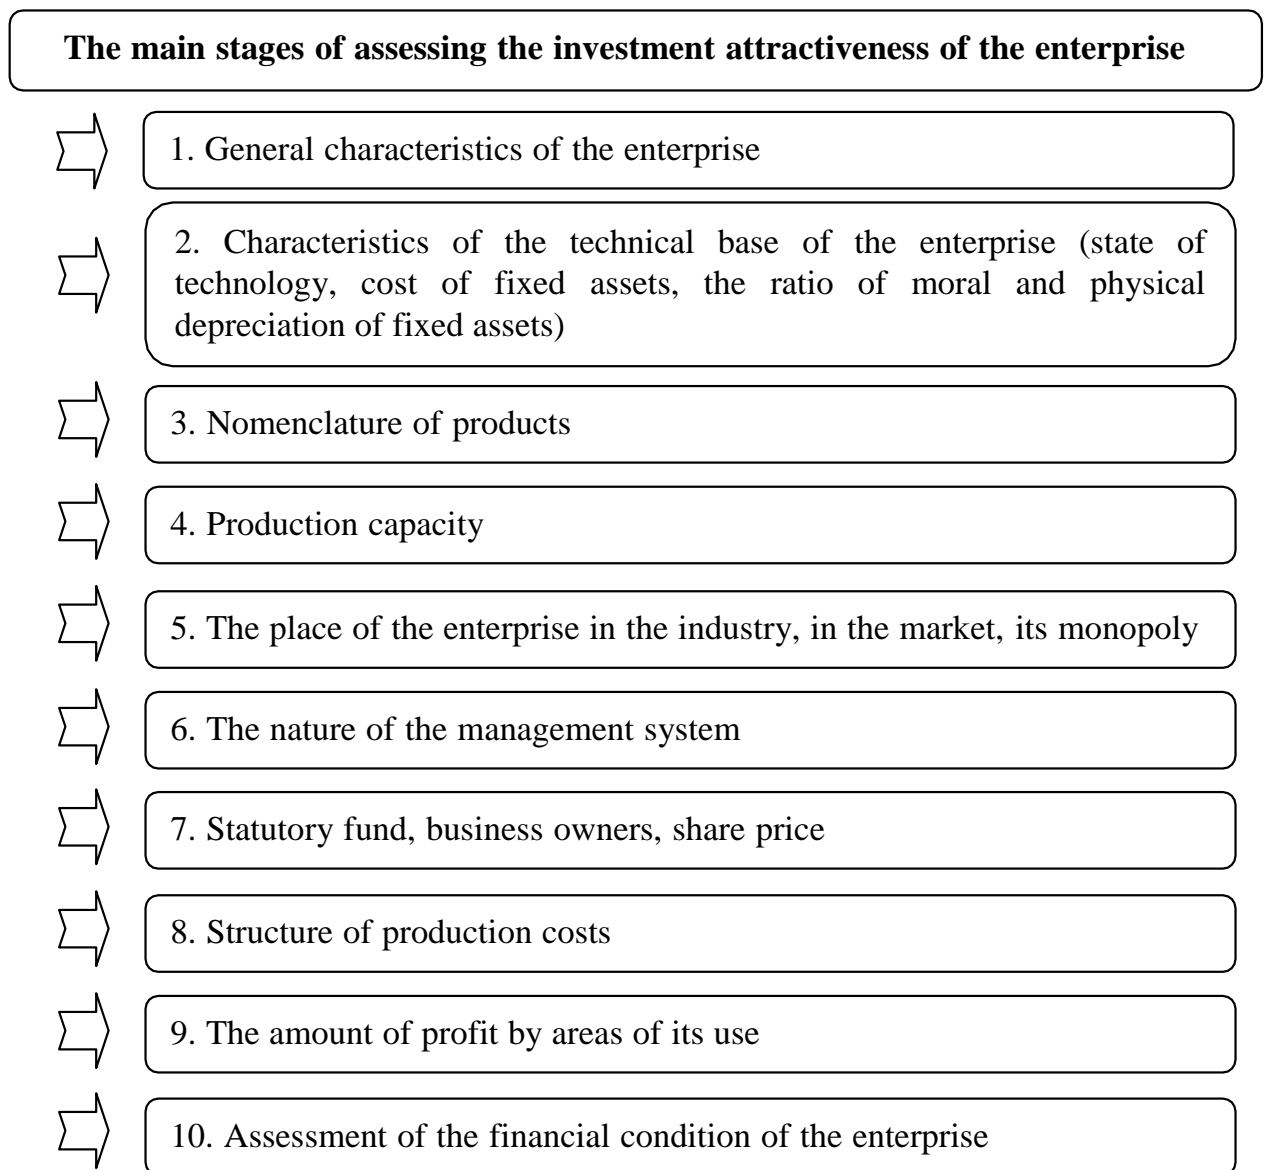 The main stages of assessing the investment attractiveness of the enterprise
1. General characteristics of the enterprise
2. Characteristics of the technical base of the enterprise (state of
technology, cost of fixed assets, the ratio of moral and physical
depreciation of fixed assets)
3. Nomenclature of products
4. Production capacity
5. The place of the enterprise in the industry, in the market, its monopoly
6. The nature of the management system
7. Statutory fund, business owners, share price
8. Structure of production costs
9. The amount of profit by areas of its use
10. Assessment of the financial condition of the enterprise